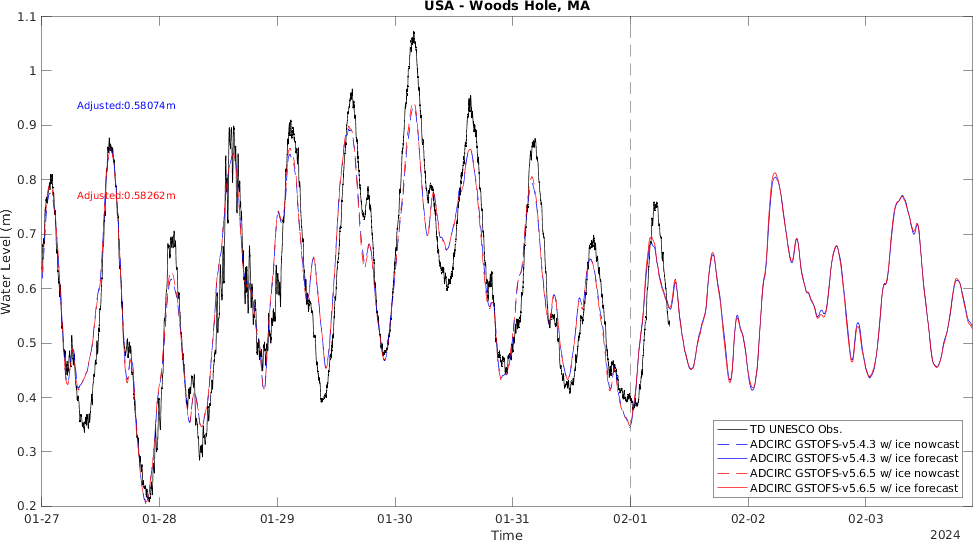 USA - Woods Hole, MA
1.1
1
0.9
0.8
0.7
0.6
0.5
0.4
0.3
0.2
Water Level (m)
Adjusted:0.58074m
Adjusted:0.58262m
TD UNESCO Obs.
ADCIRC GSTOFS-v5.4.3 w/ ice nowcast
ADCIRC GSTOFS-v5.4.3 w/ ice forecast
ADCIRC GSTOFS-v5.6.5 w/ ice nowcast
ADCIRC GSTOFS-v5.6.5 w/ ice forecast
01-27 01-28 01-29 01-30 01-31 02-01 02-02 02-03
Time
2024